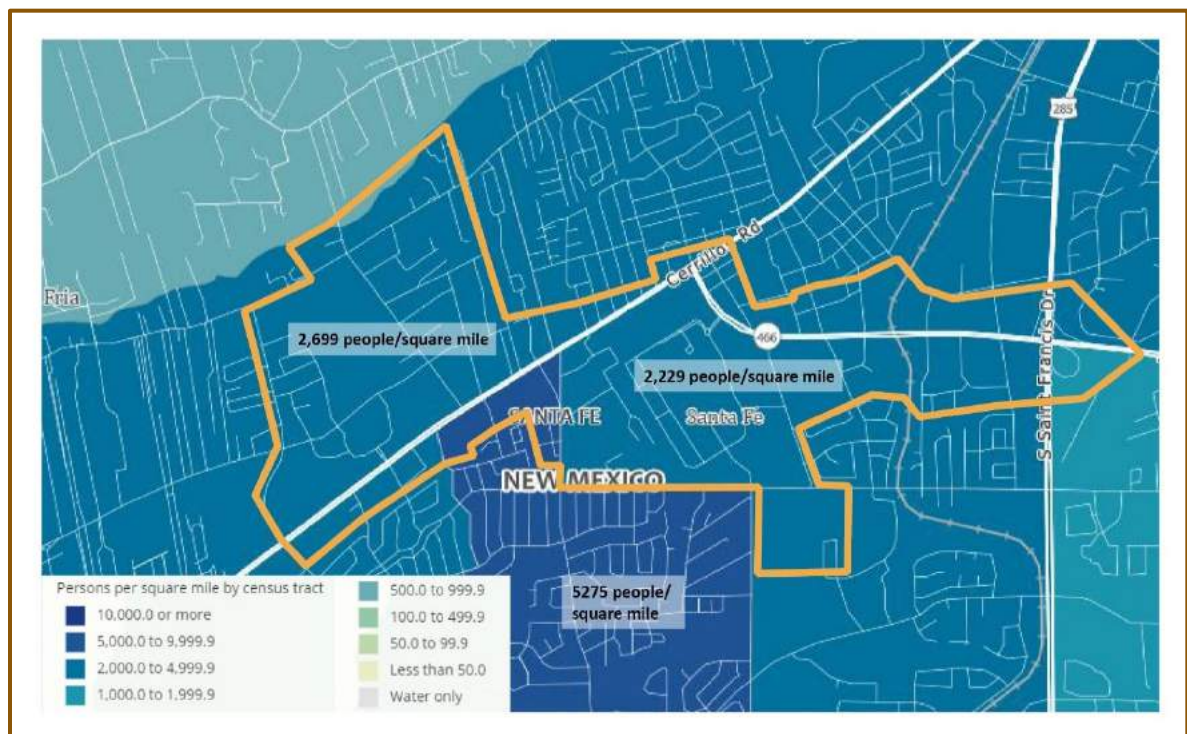 285
Cerrillos Rd
Fria
2,699 people/square mile
466
2,229 people/square mile
S Saint Francis Dr
SANTA FE
Santa Fe
NEW MEXICO
5275 people/
square mile
Persons per square mile by census tract
10,000.0 or more
5,000.0 to 9,999.9
2,000.0 to 4,999.9
1,000.0 to 1,999.9
500.0 to 999.9
100.0 to 499.9
50.0 to 99.9
Less than 50.0
Water only